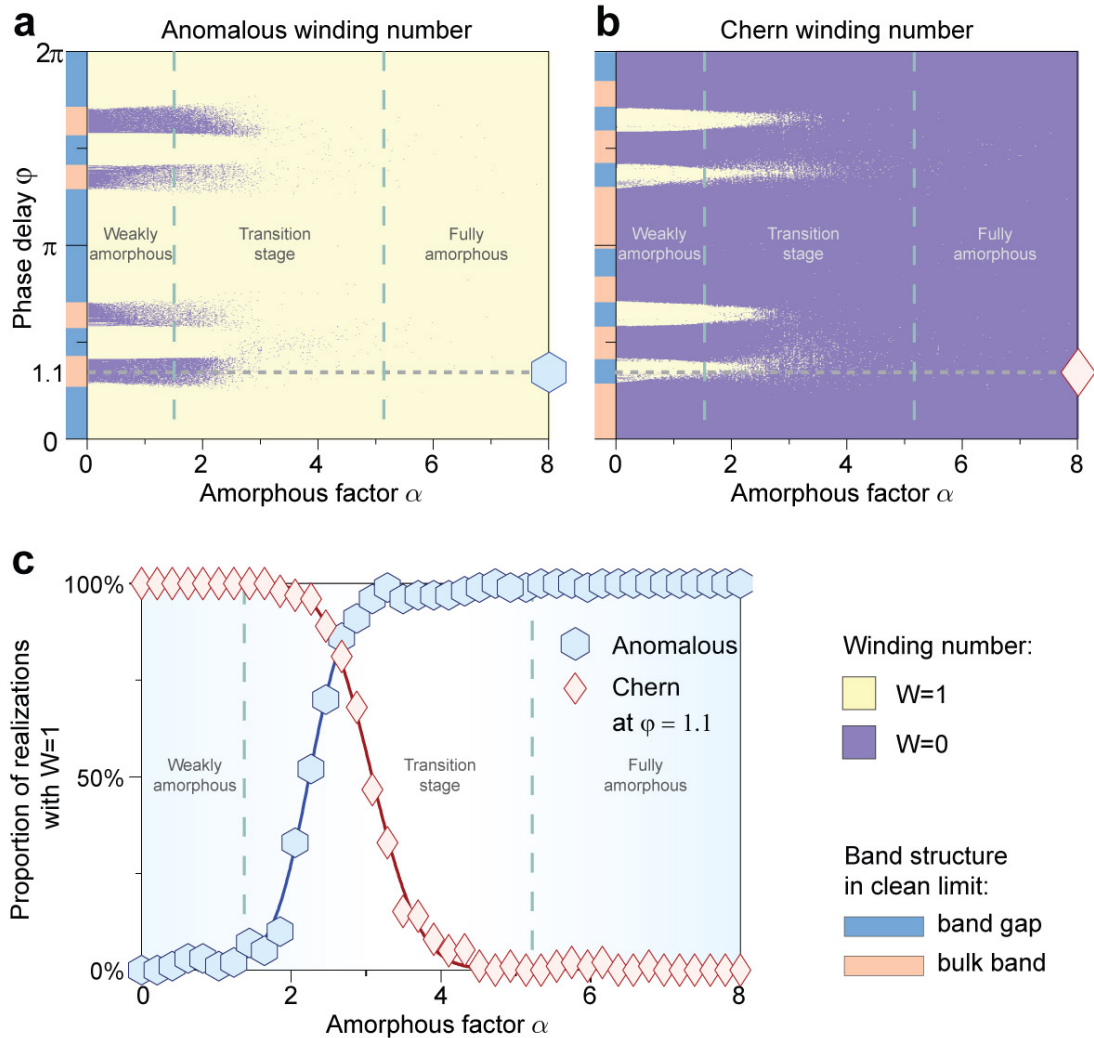 a
Anomalous winding number
2π
π
1.1
0
Phase delay φ
Weakly
amorphous
Transition
stage
Fully
amorphous
0 2 4 6 8
Amorphous factor α
b
Chern winding number
Weakly
amorphous
Transition
stage
Fully
amorphous
0 2 4 6 8
Amorphous factor α
c
100%
50%
0%
Proportion of realizations
with W=1
Weakly
amorphous
Transition
stage
Fully
amorphous
Anomalous
Chern
at φ = 1.1
0 2 4 6 8
Amorphous factor α
Winding number:
W=1
W=0
Band structure
in clean limit:
band gap
bulk band